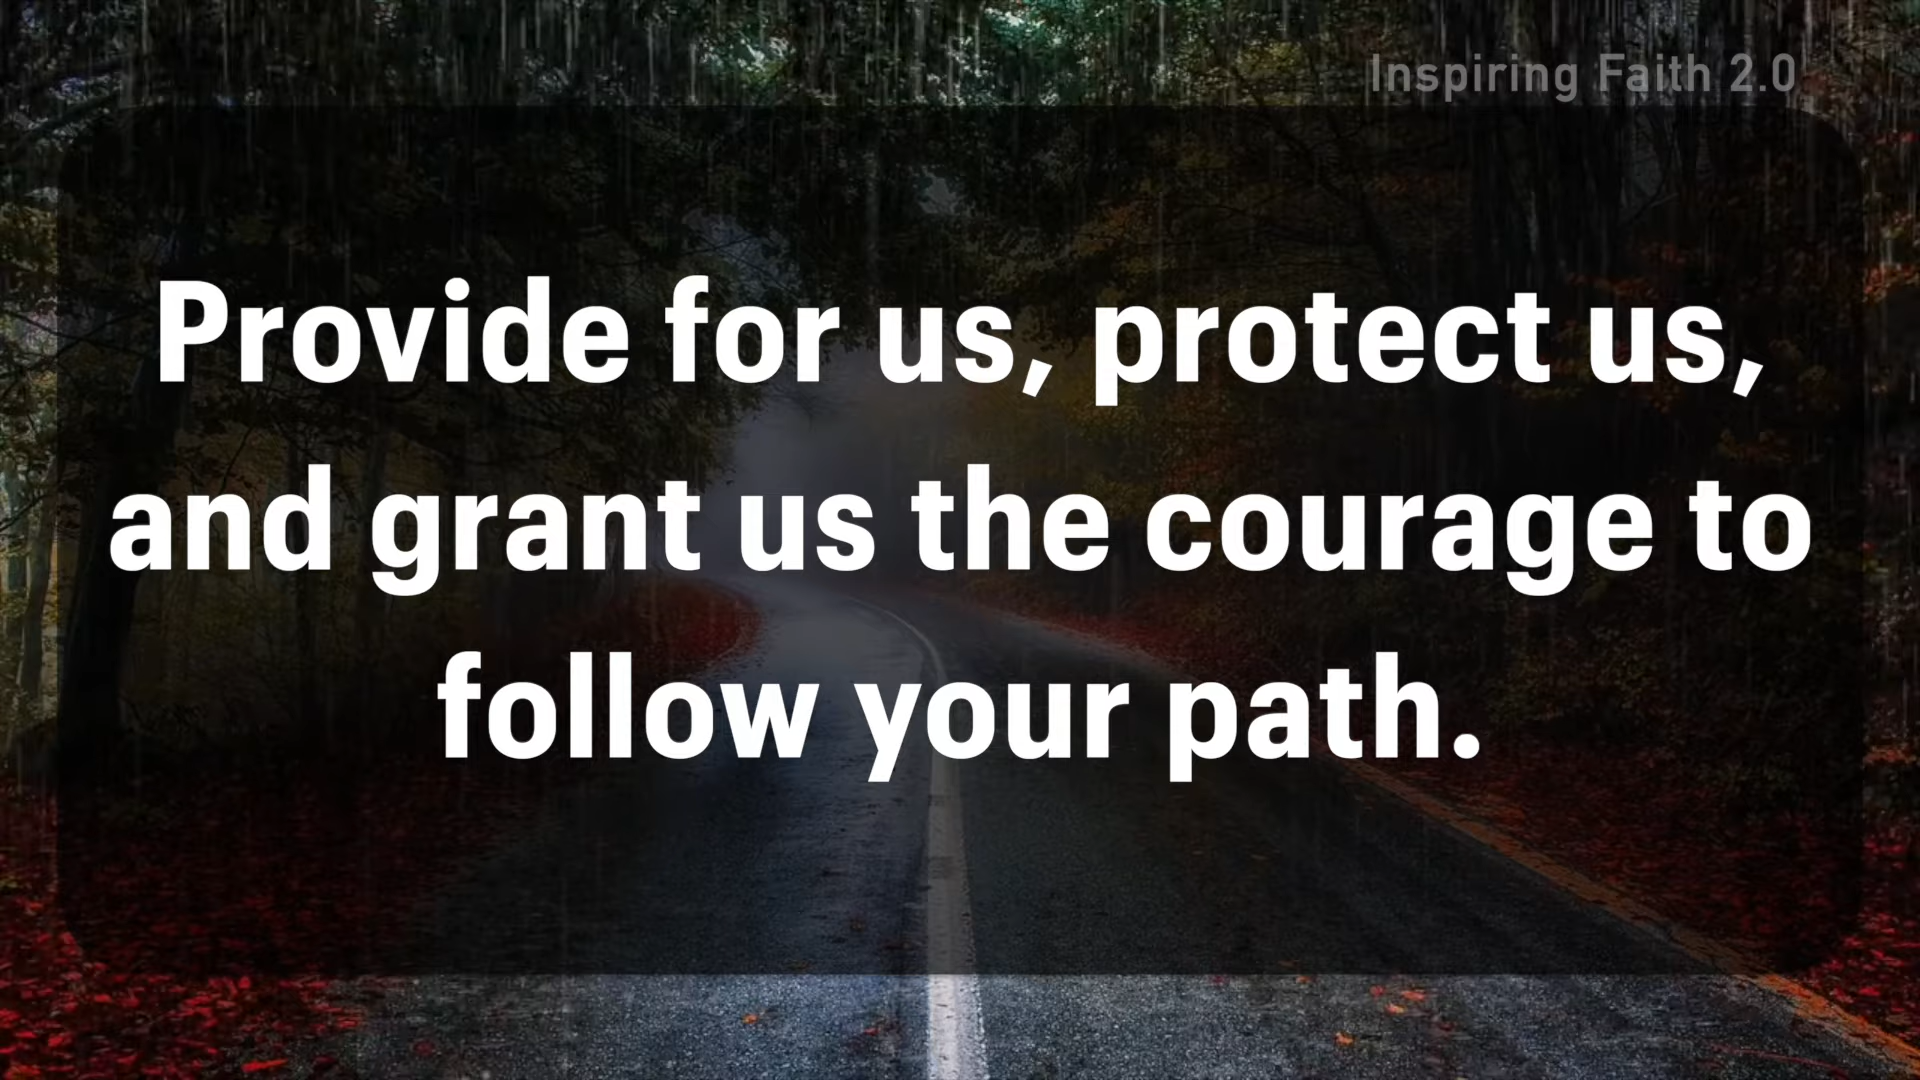 Inspiring Faith 2.0
Provide for us, protect us,
and grant us the courage to
follow your path.